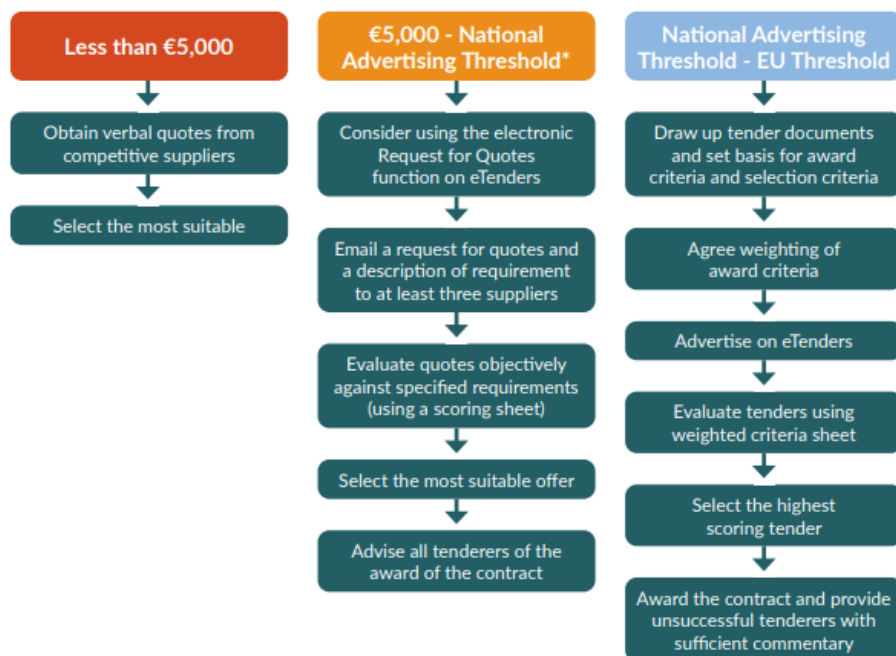 Less than €5,000
Obtain verbal quotes from
competitive suppliers
Select the most suitable
€5,000 - National
Advertising Threshold*
Consider using the electronic
Request for Quotes
function on eTenders
Email a request for quotes and
a description of requirement
to at least three suppliers
Evaluate quotes objectively
against specified requirements
(using a scoring sheet)
Select the most suitable offer
Advise all tenderers of the
award of the contract
National Advertising
Threshold - EU Threshold
Draw up tender documents
and set basis for award
criteria and selection criteria
Agree weighting of
award criteria
Advertise on eTenders
Evaluate tenders using
weighted criteria sheet
Select the highest
scoring tender
Award the contract and provide
unsuccessful tenderers with
sufficient commentary